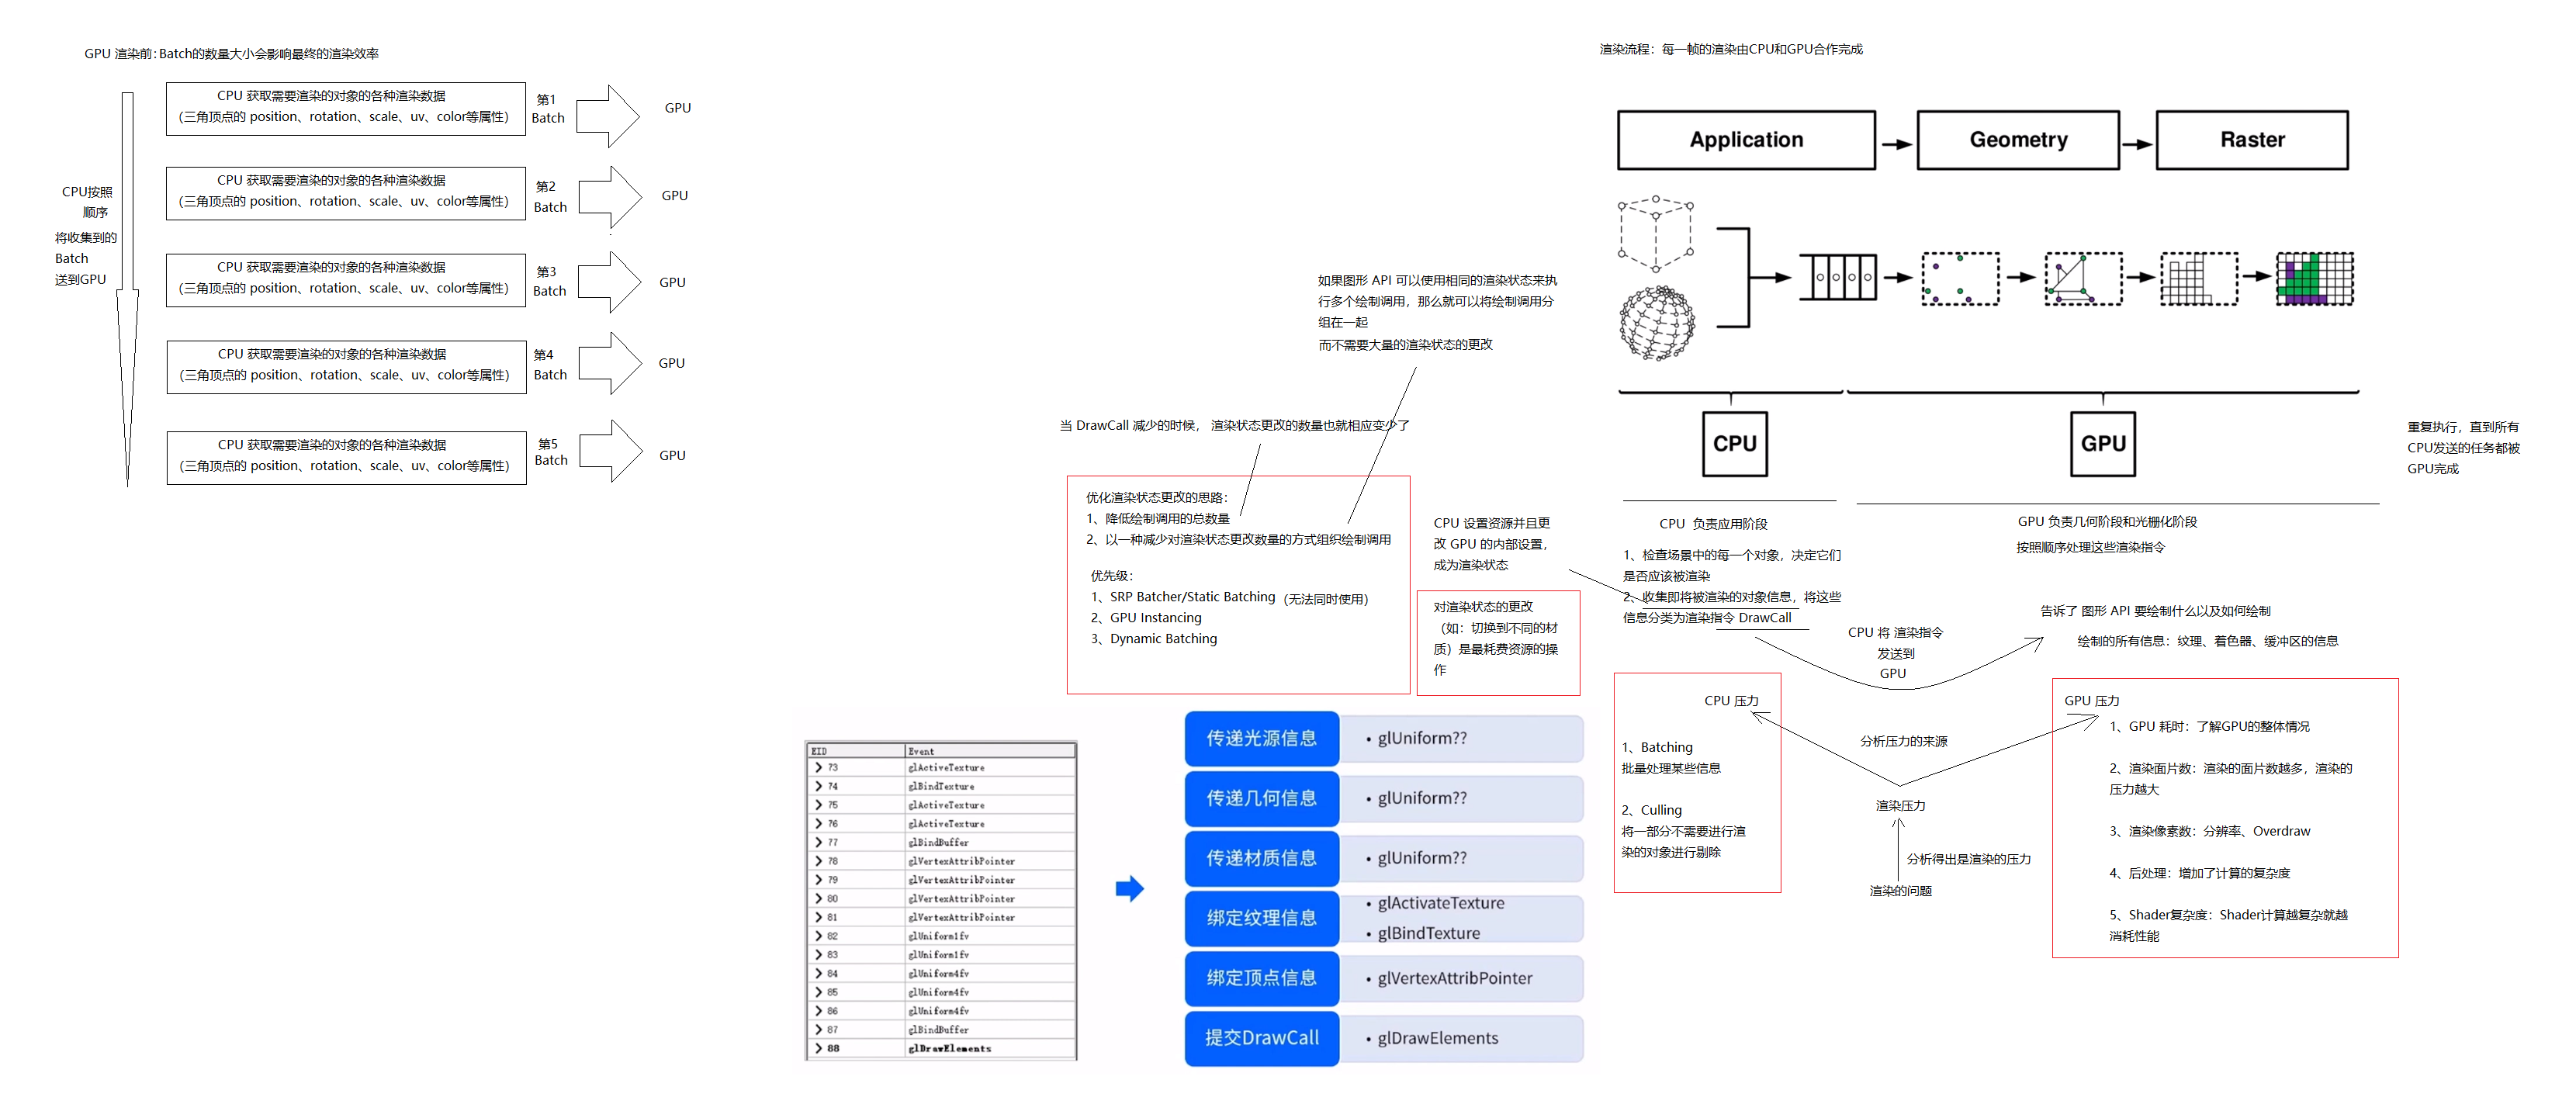 GPU 渲染前：Batch的数量大小会影响最终的渲染效率
CPU按照
顺序
将收集到的
Batch
送到GPU
CPU 获取需要渲染的对象的各种渲染数据
（三角顶点的 position、rotation、scale、uv、color等属性）
第1
Batch
GPU
CPU 获取需要渲染的对象的各种渲染数据
（三角顶点的 position、rotation、scale、uv、color等属性）
第2
Batch
GPU
CPU 获取需要渲染的对象的各种渲染数据
（三角顶点的 position、rotation、scale、uv、color等属性）
第3
Batch
GPU
CPU 获取需要渲染的对象的各种渲染数据
（三角顶点的 position、rotation、scale、uv、color等属性）
第4
Batch
GPU
CPU 获取需要渲染的对象的各种渲染数据
（三角顶点的 position、rotation、scale、uv、color等属性）
第5
Batch
GPU
如果图形 API 可以使用相同的渲染状态来执
行多个绘制调用，那么就可以将绘制调用分
组在一起
而不需要大量的渲染状态的更改
当 DrawCall 减少的时候， 渲染状态更改的数量也就相应变少了
优化渲染状态更改的思路：
1、降低绘制调用的总数量
2、以一种减少对渲染状态更改数量的方式组织绘制调用
优先级：
1、SRP Batcher/Static Batching（无法同时使用）
2、GPU Instancing
3、Dynamic Batching
CPU 设置资源并且更
改 GPU 的内部设置，
成为渲染状态
对渲染状态的更改
（如：切换到不同的材
质）是最耗费资源的操
作
EID Event
73 glActiveTexture
74 glBindTexture
75 glActiveTexture
76 glActiveTexture
77 glBindBuffer
78 glVertexAttribPointer
79 glVertexAttribPointer
80 glVertexAttribPointer
81 glVertexAttribPointer
82 glUniform1fv
83 glUniform1fv
84 glUniform4fv
85 glUniform4fv
86 glUniform4fv
87 glBindBuffer
88 glDrawElements
传递光源信息
• glUniform??
传递几何信息
• glUniform??
传递材质信息
• glUniform??
绑定纹理信息
• glActivateTexture
• glBindTexture
绑定顶点信息
• glVertexAttribPointer
提交DrawCall
• glDrawElements
渲染流程：每一帧的渲染由CPU和GPU合作完成
Application
Geometry
Raster
CPU
GPU
重复执行，直到所有
CPU发送的任务都被
GPU完成
CPU 负责应用阶段
1、检查场景中的每一个对象，决定它们
是否应该被渲染
2、收集即将被渲染的对象信息，将这些
信息分类为渲染指令 DrawCall
GPU 负责几何阶段和光栅化阶段
按照顺序处理这些渲染指令
CPU 将 渲染指令
发送到
GPU
告诉了 图形 API 要绘制什么以及如何绘制
绘制的所有信息：纹理、着色器、缓冲区的信息
CPU 压力
1、Batching
批量处理某些信息
2、Culling
将一部分不需要进行渲
染的对象进行剔除
分析压力的来源
渲染压力
分析得出是渲染的压力
渲染的问题
GPU 压力
1、GPU 耗时：了解GPU的整体情况
2、渲染面片数：渲染的面片数越多，渲染的
压力越大
3、渲染像素数：分辨率、Overdraw
4、后处理：增加了计算的复杂度
5、Shader复杂度：Shader计算越复杂就越
消耗性能